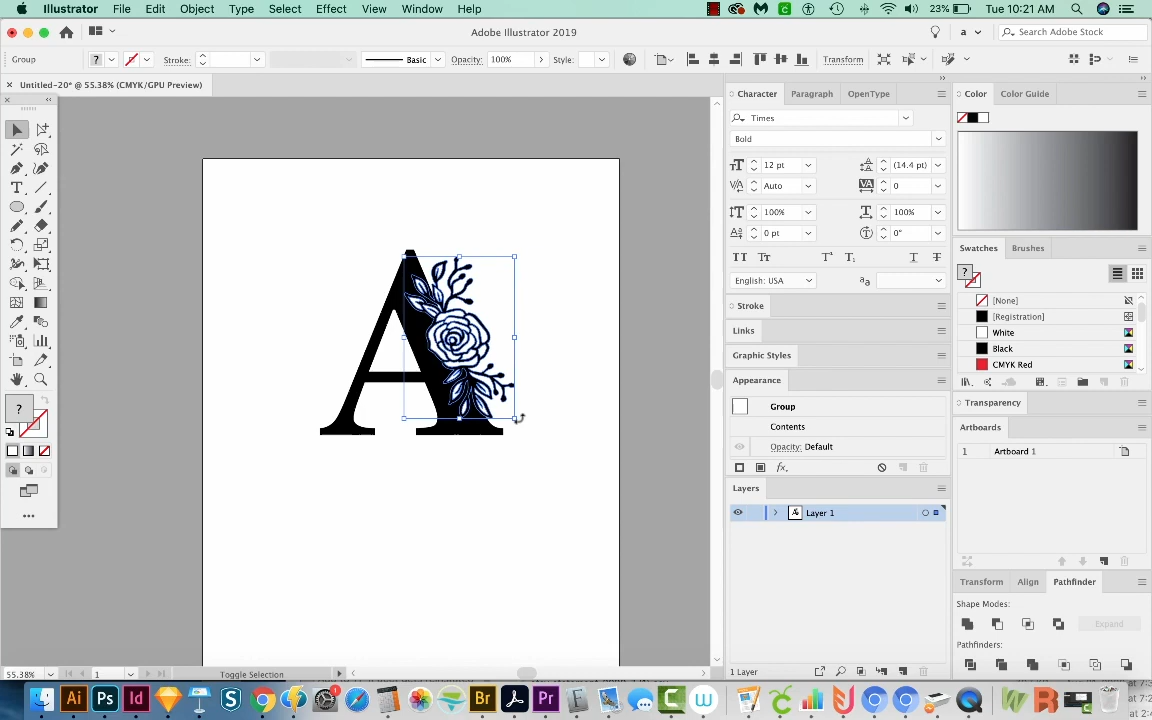 Illustrator File Edit Object Type Select Effect View Window Help 23% Tue 10:21 AM
Adobe Illustrator 2019 a Search Adobe Stock
Group ? Stroke: Basic Opacity: 100% Style: Transform
Untitled-20* @ 55.38% (CMYK/GPU Preview)
Character Paragraph OpenType
Times
Bold
12 pt (14.4 pt)
Auto 0
100% 100%
0 pt 0°
English: USA
Stroke
Links
Graphic Styles
Appearance
Group
Contents
Opacity: Default
Layers
Layer 1
1 Layer
Color Color Guide
Swatches Brushes
?
[None]
[Registration]
White
Black
CMYK Red
Transparency
Artboards
1 Artboard 1
Transform Align Pathfinder
Shape Modes:
Expand
Pathfinders:
A
?
55.38% 1 Toggle Selection
Ai Ps Id S Br Pr W